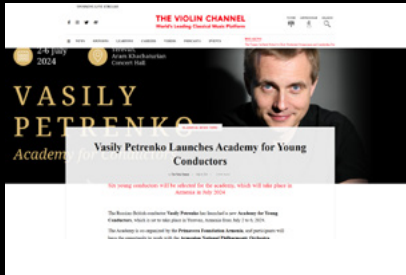 THE VIOLIN CHANNEL
World's Leading Classical Music Platform
2-6 July
2024
Yerevan,
Aram Khachaturian
Concert Hall
VASILY
PETRENKO
Academy for Conductors
Vasily Petrenko Launches Academy for Young
Conductors
Six young conductors will be selected for the academy, which will take place in
Armenia in July 2024
The Russian-British conductor Vasily Petrenko has launched a new Academy for Young
Conductors, which is set to take place in Yerevan, Armenia from July 2 to 6, 2024.
The Academy is co-organized by the Primavera Foundation Armenia, and participants will
have the opportunity to work with the Armenian National Philharmonic Orchestra